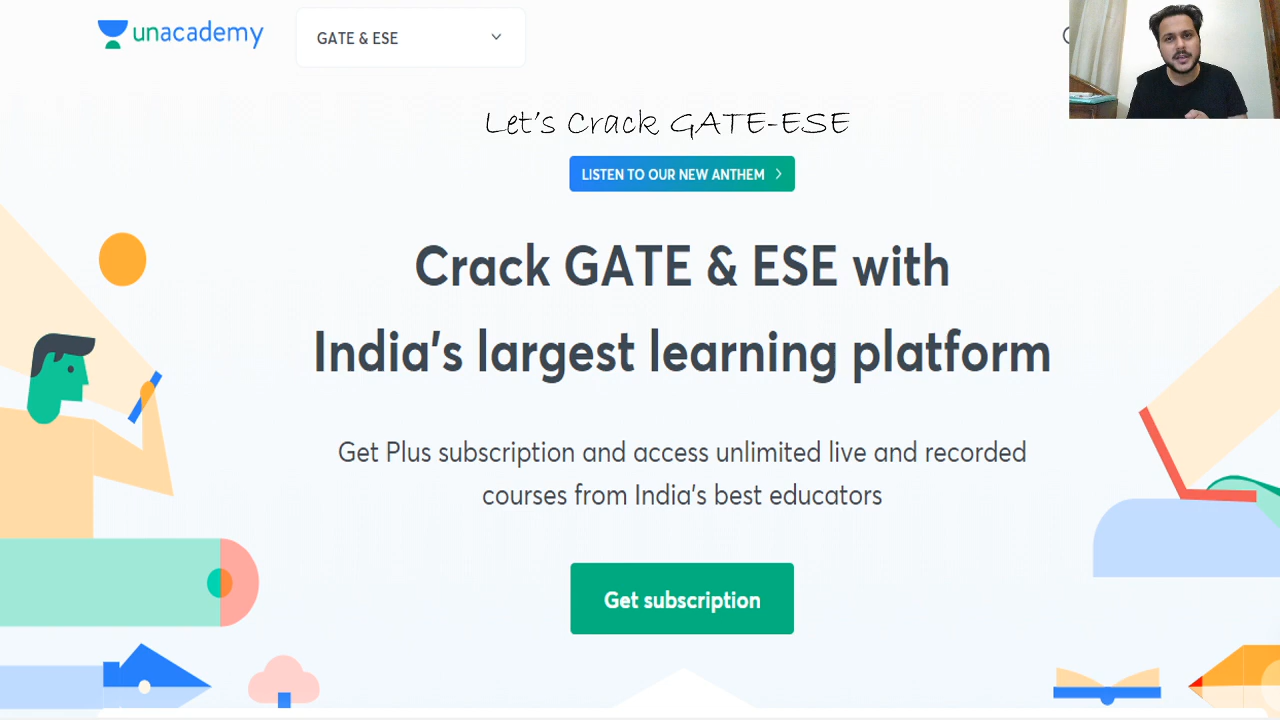 unacademy
GATE & ESE
Let's Crack GATE-ESE
LISTEN TO OUR NEW ANTHEM
Crack GATE & ESE with
India's largest learning platform
Get Plus subscription and access unlimited live and recorded
courses from India's best educators
Get subscription